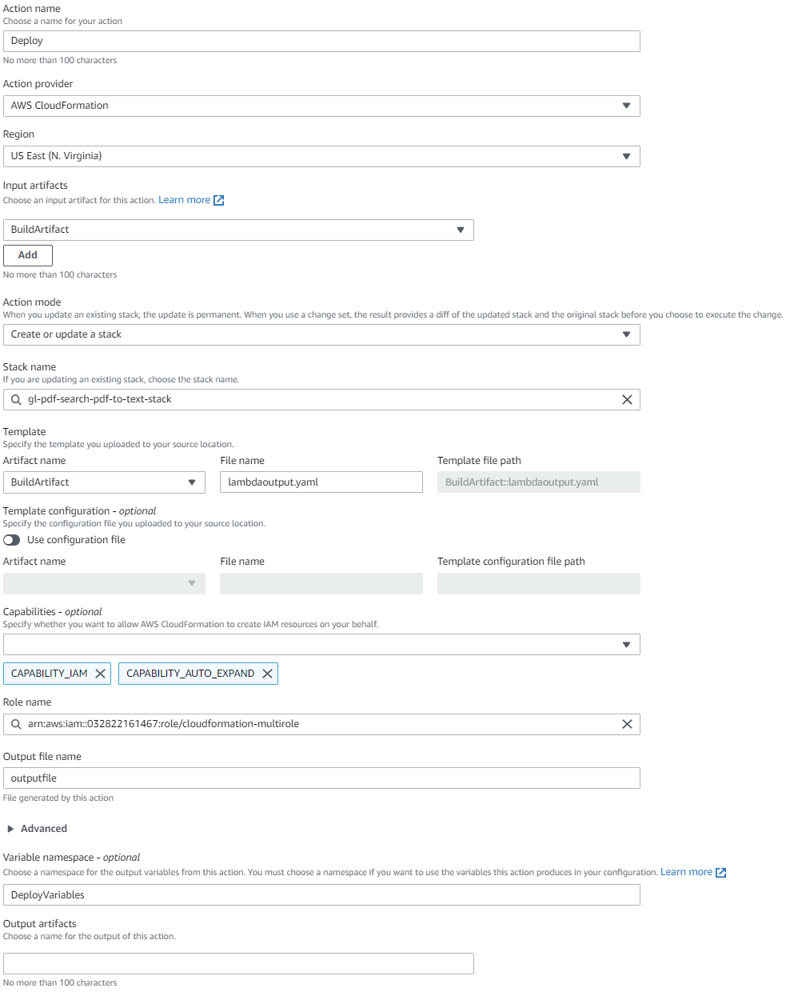 Action name
Choose a name for your action
Deploy
No more than 100 characters
Action provider
AWS CloudFormation
Region
US East (N. Virginia)
Input artifacts
Choose an input artifact for this action. Learn more
BuildArtifact
Add
No more than 100 characters
Action mode
When you update an existing stack, the update is permanent. When you use a change set, the result provides a diff of the updated stack and the original stack before you choose to execute the change.
Create or update a stack
Stack name
If you are updating an existing stack, choose the stack name.
gl-pdf-search-pdf-to-text-stack
Template
Specify the template you uploaded to your source location.
Artifact name File name Template file path
BuildArtifact lambdaoutput.yaml BuildArtifact::lambdaoutput.yaml
Template configuration - optional
Specify the configuration file you uploaded to your source location.
Use configuration file
Artifact name File name Template configuration file path
Capabilities - optional
Specify whether you want to allow AWS CloudFormation to create IAM resources on your behalf.
CAPABILITY_IAM CAPABILITY_AUTO_EXPAND
Role name
arn:aws:iam::032822161467:role/cloudformation-multirole
Output file name
outputfile
File generated by this action
Advanced
Variable namespace - optional
Choose a namespace for the output variables from this action. You must choose a namespace if you want to use the variables this action produces in your configuration. Learn more
DeployVariables
Output artifacts
Choose a name for the output of this action.
No more than 100 characters